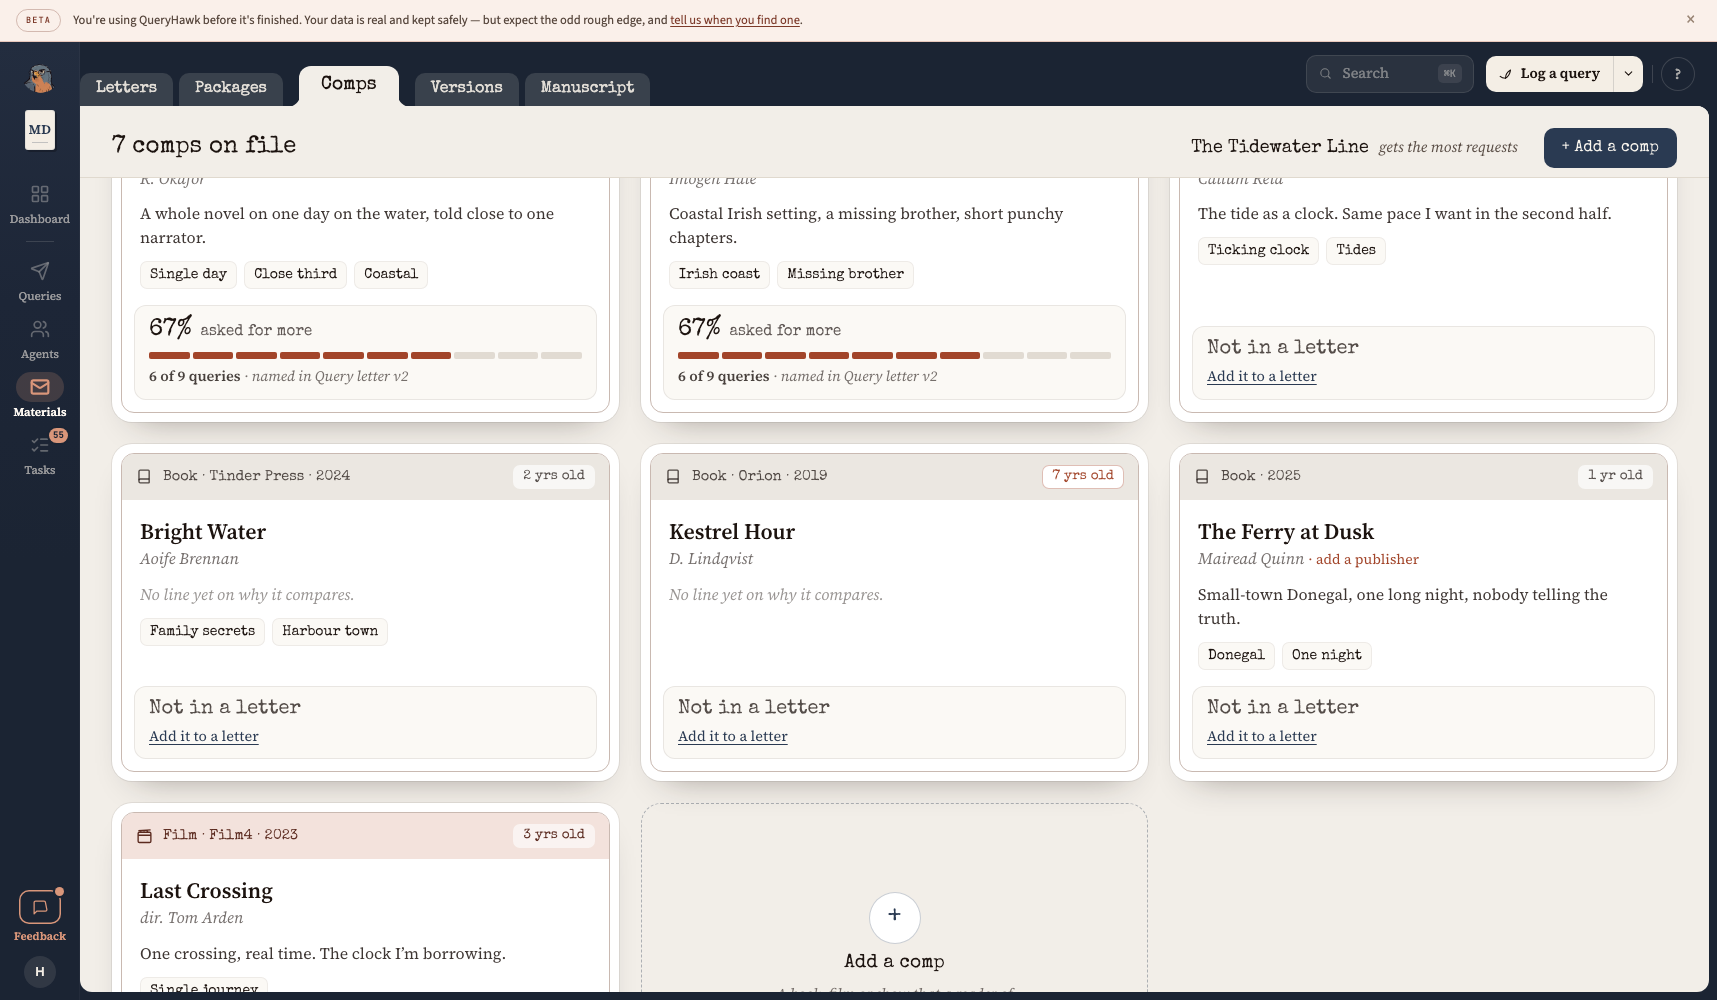 BETA You're using QueryHawk before it's finished. Your data is real and kept safely — but expect the odd rough edge, and tell us when you find one. ×
Letters
Packages
Comps
Versions
Manuscript
Search ⌘K
Log a query
?
MD
Dashboard
Queries
Agents
Materials
55
Tasks
Feedback
H
7 comps on file
The Tidewater Line gets the most requests
+ Add a comp
R. Okafor
A whole novel on one day on the water, told close to one
narrator.
Single day Close third Coastal
67% asked for more
6 of 9 queries · named in Query letter v2
Imogen Hale
Coastal Irish setting, a missing brother, short punchy
chapters.
Irish coast Missing brother
67% asked for more
6 of 9 queries · named in Query letter v2
Callum Reid
The tide as a clock. Same pace I want in the second half.
Ticking clock Tides
Not in a letter
Add it to a letter
Book · Tinder Press · 2024 2 yrs old
Bright Water
Aoife Brennan
No line yet on why it compares.
Family secrets Harbour town
Not in a letter
Add it to a letter
Book · Orion · 2019 7 yrs old
Kestrel Hour
D. Lindqvist
No line yet on why it compares.
Not in a letter
Add it to a letter
Book · 2025 1 yr old
The Ferry at Dusk
Mairead Quinn · add a publisher
Small-town Donegal, one long night, nobody telling the
truth.
Donegal One night
Not in a letter
Add it to a letter
Film · Film4 · 2023 3 yrs old
Last Crossing
dir. Tom Arden
One crossing, real time. The clock I'm borrowing.
Single journey
+
Add a comp